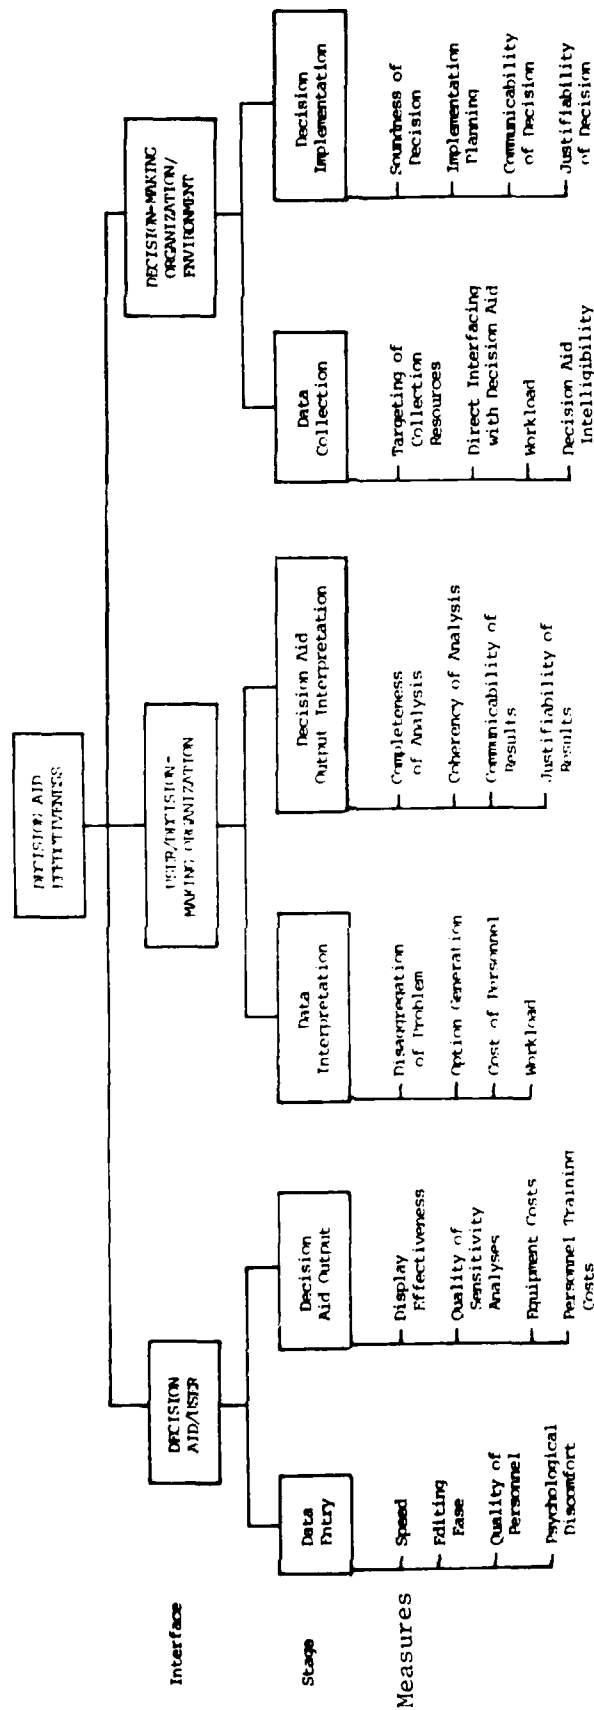 DECISION AID
EFFECTIVENESS
Interface
DECISION
AID/USER
USER/DECISION-
MAKING ORGANIZATION
DECISION-MAKING
ORGANIZATION/
ENVIRONMENT
Stage
Data
Entry
Decision
Aid Output
Data
Interpretation
Decision Aid
Output Interpretation
Data
Collection
Decision
Implementation
Measures
Speed
Editing
Ease
Quality of
Personnel
Psychological
Discomfort
Display
Effectiveness
Quality of
Sensitivity
Analyses
Equipment Costs
Personnel Training
Costs
Disaggregation
of Problem
Option Generation
Cost of Personnel
Workload
Completeness
of Analysis
Coherency of Analysis
Communicability of
Results
Justifiability of
Results
Targeting of
Collection
Resources
Direct Interfacing
with Decision Aid
Workload
Decision Aid
Intelligibility
Soundness of
Decision
Implementation
Planning
Communicability
of Decision
Justifiability
of Decision